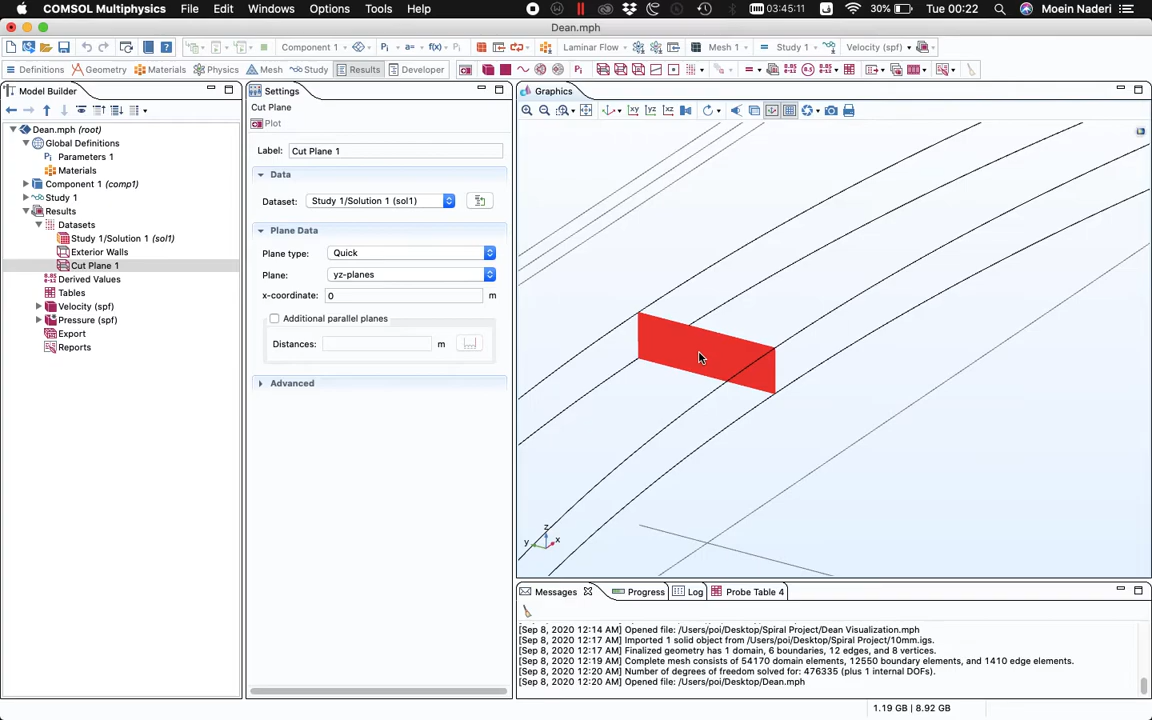 COMSOL Multiphysics File Edit Windows Options Tools Help 03:45:11 30% Tue 00:22 Moein Naderi
Dean.mph
Component 1 Pi a= f(x) Laminar Flow Mesh 1 Study 1 Velocity (spf)
Definitions Geometry Materials Physics Mesh Study Results Developer
Model Builder
Dean.mph (root)
Global Definitions
Parameters 1
Materials
Component 1 (comp1)
Study 1
Results
Datasets
Study 1/Solution 1 (sol1)
Exterior Walls
Cut Plane 1
Derived Values
Tables
Velocity (spf)
Pressure (spf)
Export
Reports
Settings
Cut Plane
Plot
Label: Cut Plane 1
Data
Dataset: Study 1/Solution 1 (sol1)
Plane Data
Plane type: Quick
Plane: yz-planes
x-coordinate: 0 m
Additional parallel planes
Distances: m
Advanced
Graphics
xy yz xz
z
y x
Messages Progress Log Probe Table 4
[Sep 8, 2020 12:14 AM] Opened file: /Users/poi/Desktop/Spiral Project/Dean Visualization.mph
[Sep 8, 2020 12:17 AM] Imported 1 solid object from /Users/poi/Desktop/Spiral Project/10mm.igs.
[Sep 8, 2020 12:17 AM] Finalized geometry has 1 domain, 6 boundaries, 12 edges, and 8 vertices.
[Sep 8, 2020 12:19 AM] Complete mesh consists of 54170 domain elements, 12550 boundary elements, and 1410 edge elements.
[Sep 8, 2020 12:20 AM] Number of degrees of freedom solved for: 476335 (plus 1 internal DOFs).
[Sep 8, 2020 12:20 AM] Opened file: /Users/poi/Desktop/Dean.mph
1.19 GB | 8.92 GB